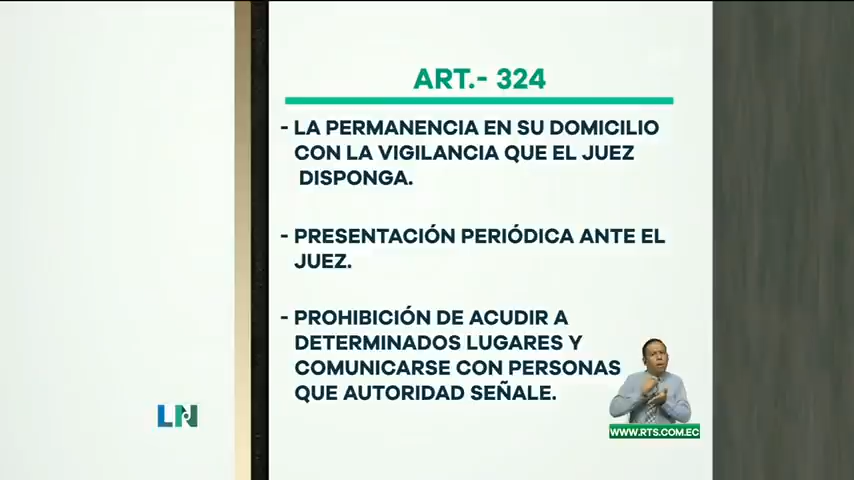 ART.- 324
- LA PERMANENCIA EN SU DOMICILIO
CON LA VIGILANCIA QUE EL JUEZ
DISPONGA.
- PRESENTACIÓN PERIÓDICA ANTE EL
JUEZ.
- PROHIBICIÓN DE ACUDIR A
DETERMINADOS LUGARES Y
COMUNICARSE CON PERSONAS
QUE AUTORIDAD SEÑALE.
LN
WWW.RTS.COM.EC